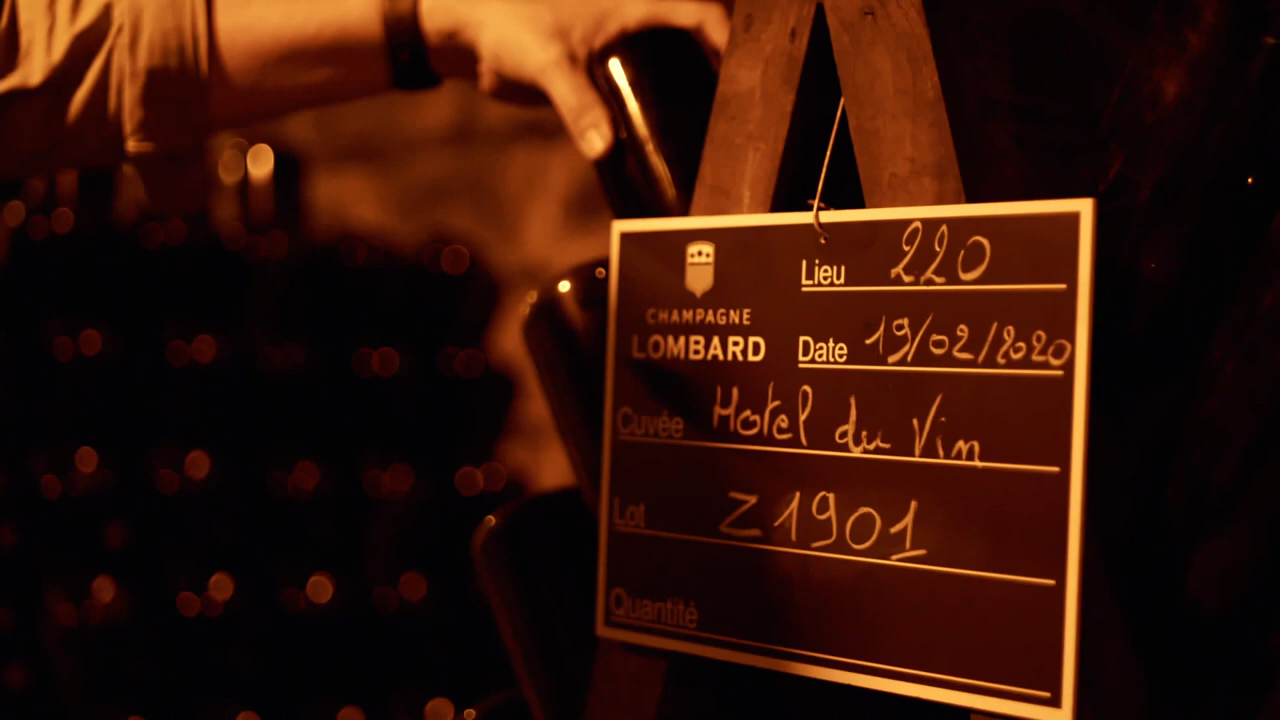 CHAMPAGNE
LOMBARD
Lieu 220
Date 19/02/2020
Cuvée Hotel du Vin
Lot Z1901
Quantité